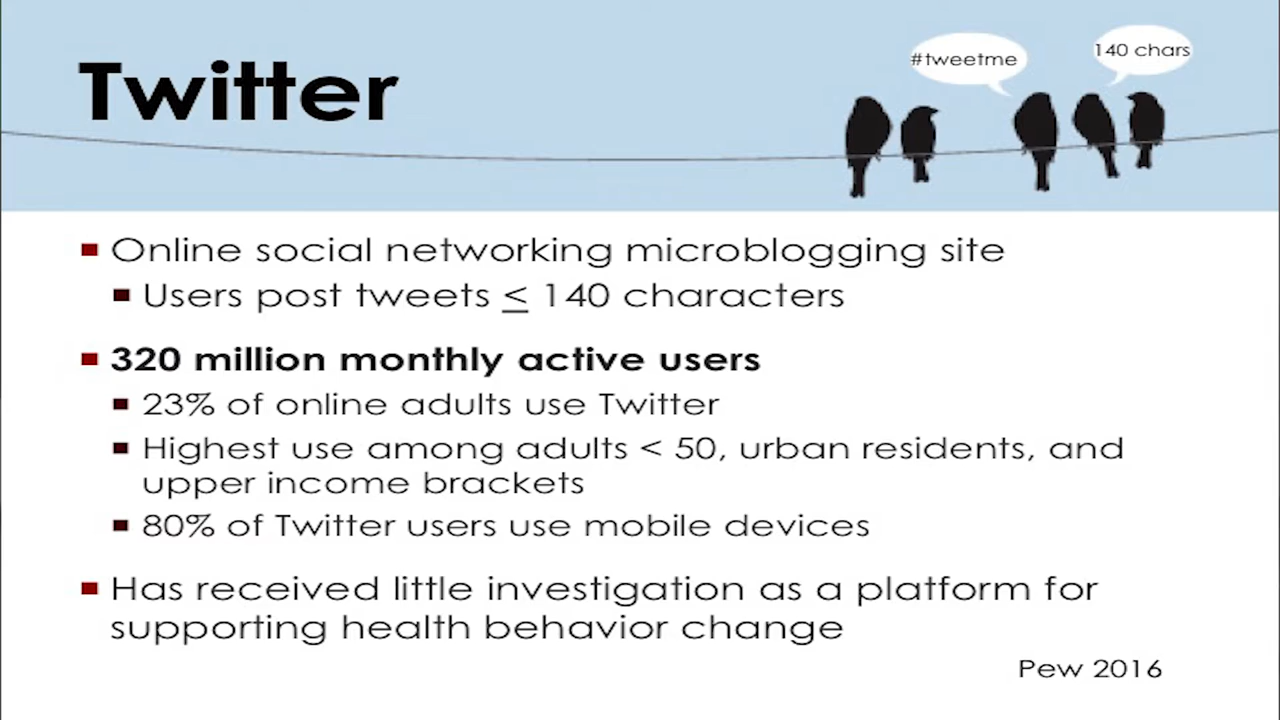 Twitter
#tweetme
140 chars
Online social networking microblogging site
Users post tweets ≤ 140 characters
320 million monthly active users
23% of online adults use Twitter
Highest use among adults < 50, urban residents, and
upper income brackets
80% of Twitter users use mobile devices
Has received little investigation as a platform for
supporting health behavior change
Pew 2016